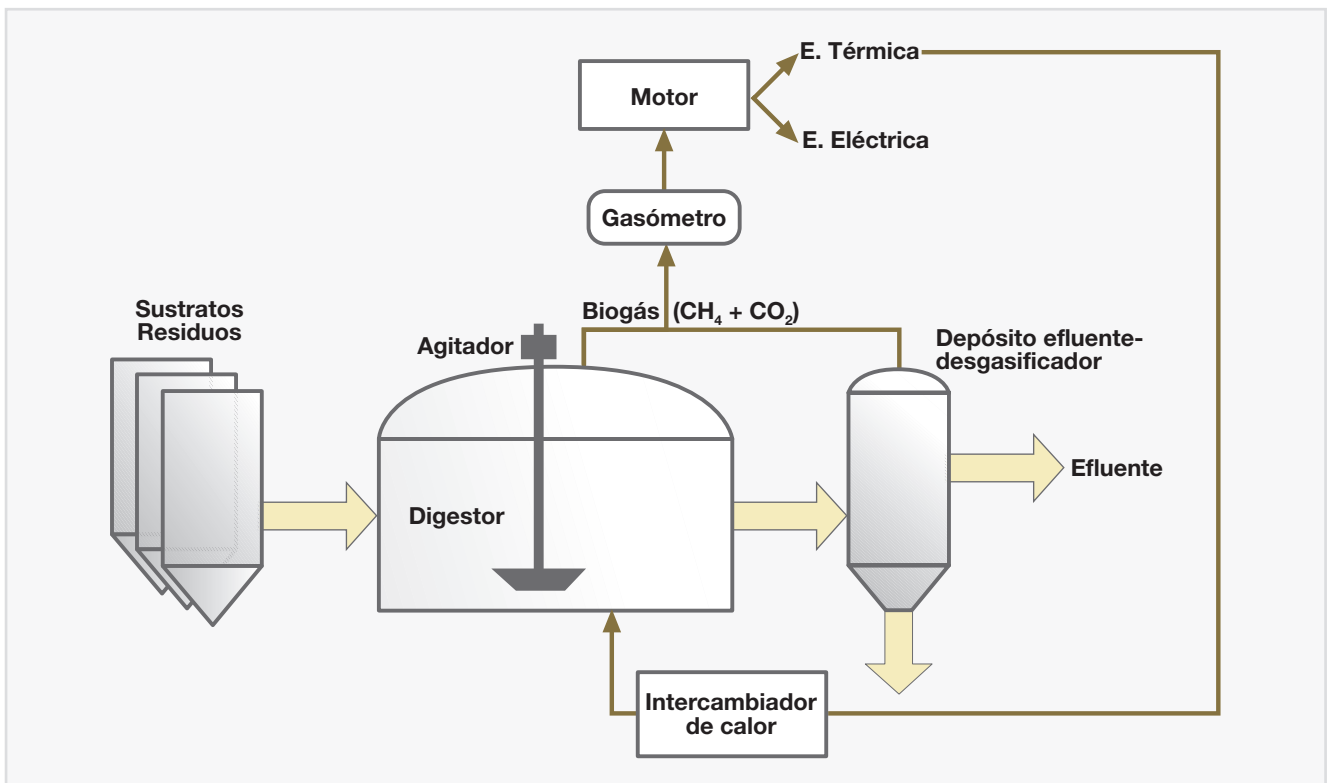 E. Térmica
Motor
E. Eléctrica
Gasómetro
Biogás (CH₄ + CO₂)
Sustratos
Residuos
Agitador
Depósito efluente-
desgasificador
Efluente
Digestor
Intercambiador
de calor